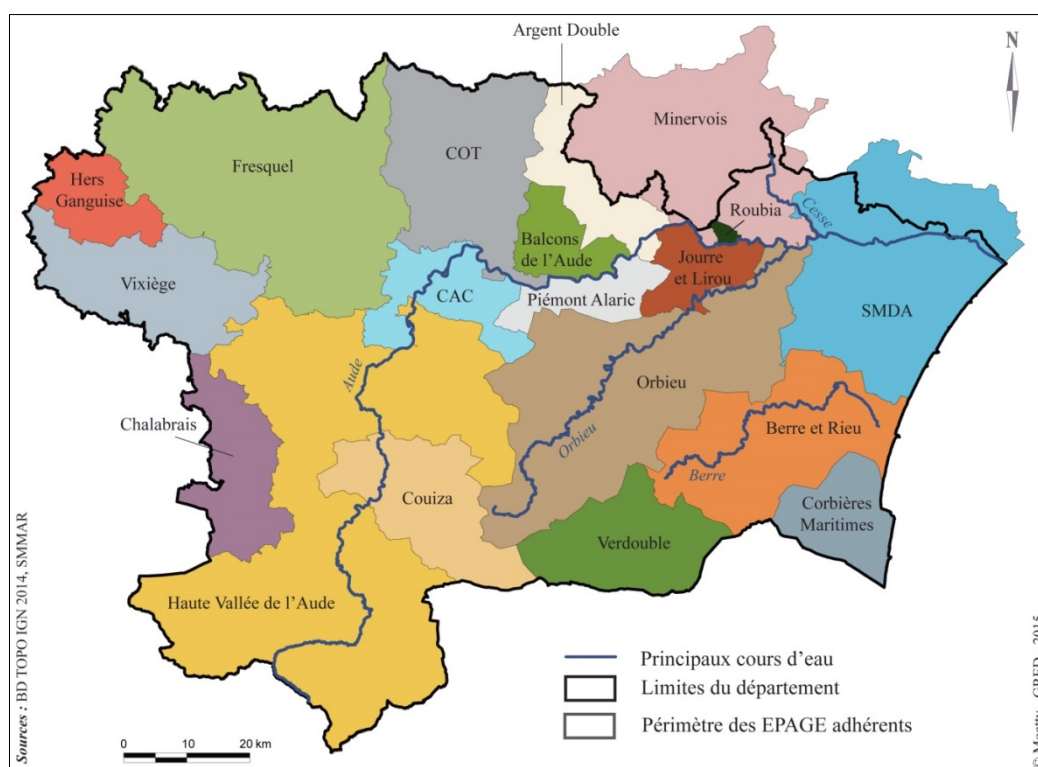 Argent Double
N
Minervois
COT
Fresquel
Hers
Ganguise
Cesse
Roubia
Balcons
de l'Aude
Jourre
et Lirou
Vixiège
CAC
Piémont Alaric
SMDA
Aude
Orbieu
Chalabrais
Berre et Rieu
Orbieu
Berre
Couiza
Corbières
Maritimes
Verdouble
Haute Vallée de l'Aude
Principaux cours d'eau
Limites du département
Périmètre des EPAGE adhérents
0 10 20 km
Sources : BD TOPO IGN 2014, SMMAR
GRED 2015